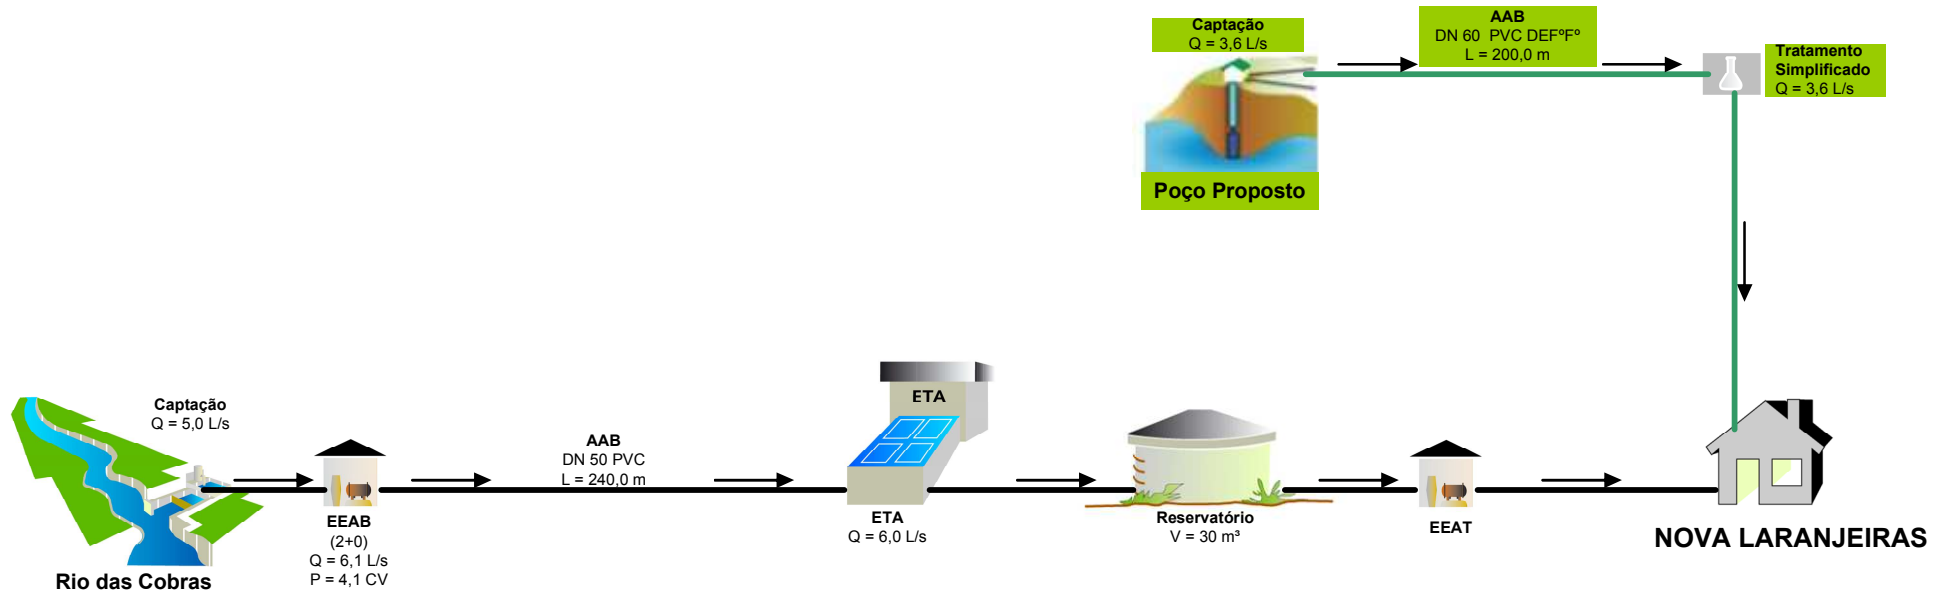 Captação
Q = 3,6 L/s
AAB
DN 60 PVC DEFºFº
L = 200,0 m
Tratamento
Simplificado
Q = 3,6 L/s
Poço Proposto
Captação
Q = 5,0 L/s
EEAB
(2+0)
Q = 6,1 L/s
P = 4,1 CV
Rio das Cobras
AAB
DN 50 PVC
L = 240,0 m
ETA
ETA
Q = 6,0 L/s
Reservatório
V = 30 m³
EEAT
NOVA LARANJEIRAS